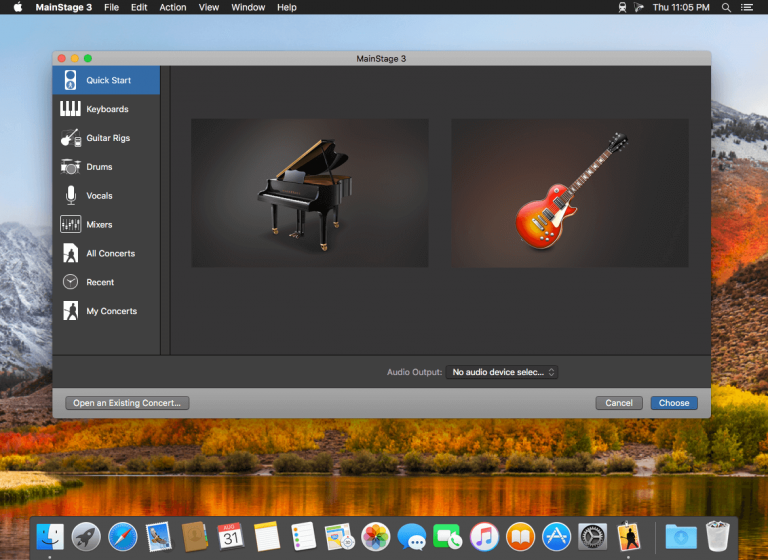 MainStage 3 File Edit Action View Window Help Thu 11:05 PM
MainStage 3
Quick Start
Keyboards
Guitar Rigs
Drums
Vocals
Mixers
All Concerts
Recent
My Concerts
Audio Output: No audio device selec...
Open an Existing Concert... Cancel Choose
AUG
31